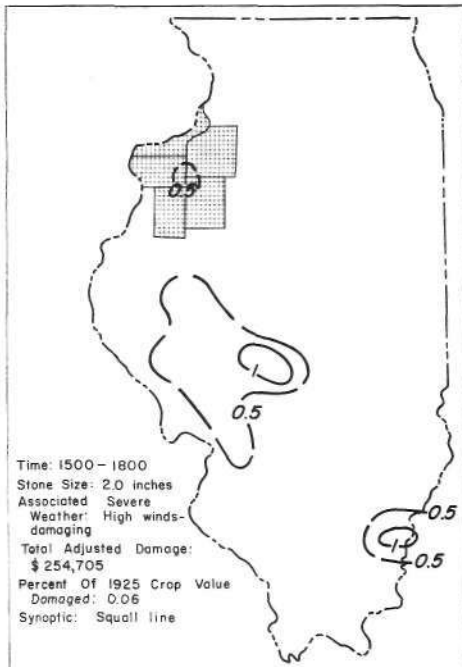 0.5
1
0.5
0.5
1
0.5
Time: 1500 - 1800
Stone Size: 2.0 inches
Associated Severe
Weather: High winds-
damaging
Total Adjusted Damage:
$ 254,705
Percent Of 1925 Crop Value
Damaged: 0.06
Synoptic: Squall line